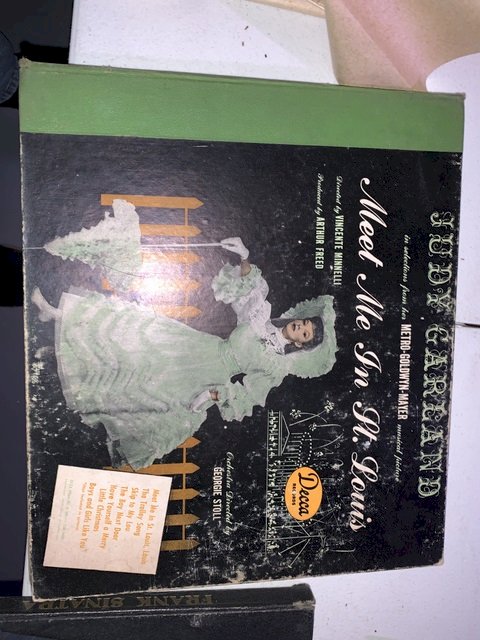 JUDY GARLAND
in selections from her METRO-GOLDWYN-MAYER musical picture
Meet Me In St. Louis
Directed by VINCENTE MINNELLI
Produced by ARTHUR FREED
Decca
Orchestra Directed by
GEORGIE STOLL*
Meet Me in St. Louis, Louis
The Trolley Song
Skip to My Lou
The Boy Next Door
Have Yourself a Merry
Little Christmas
Boys and Girls Like You
FRANK SINATRA